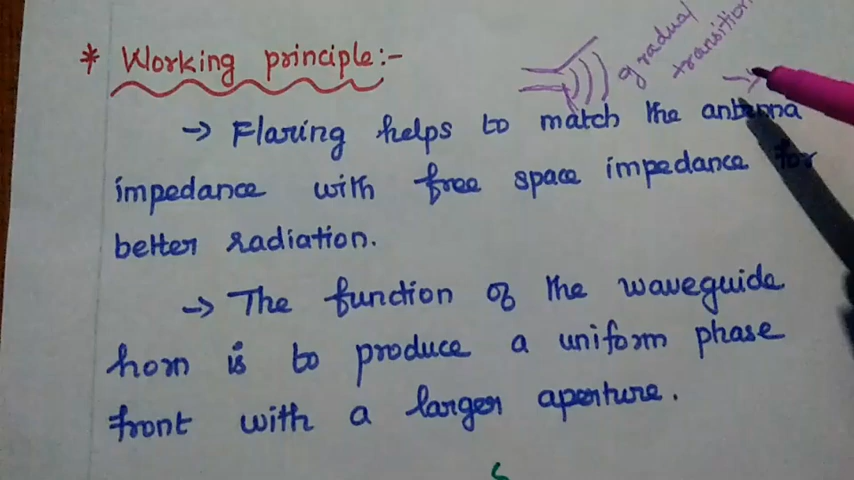 * Working principle:-
gradual
transition
→ Flaring helps to match the antenna
impedance with free space impedance for
better radiation.
→ The function of the waveguide
horn is to produce a uniform phase
front with a larger aperture.